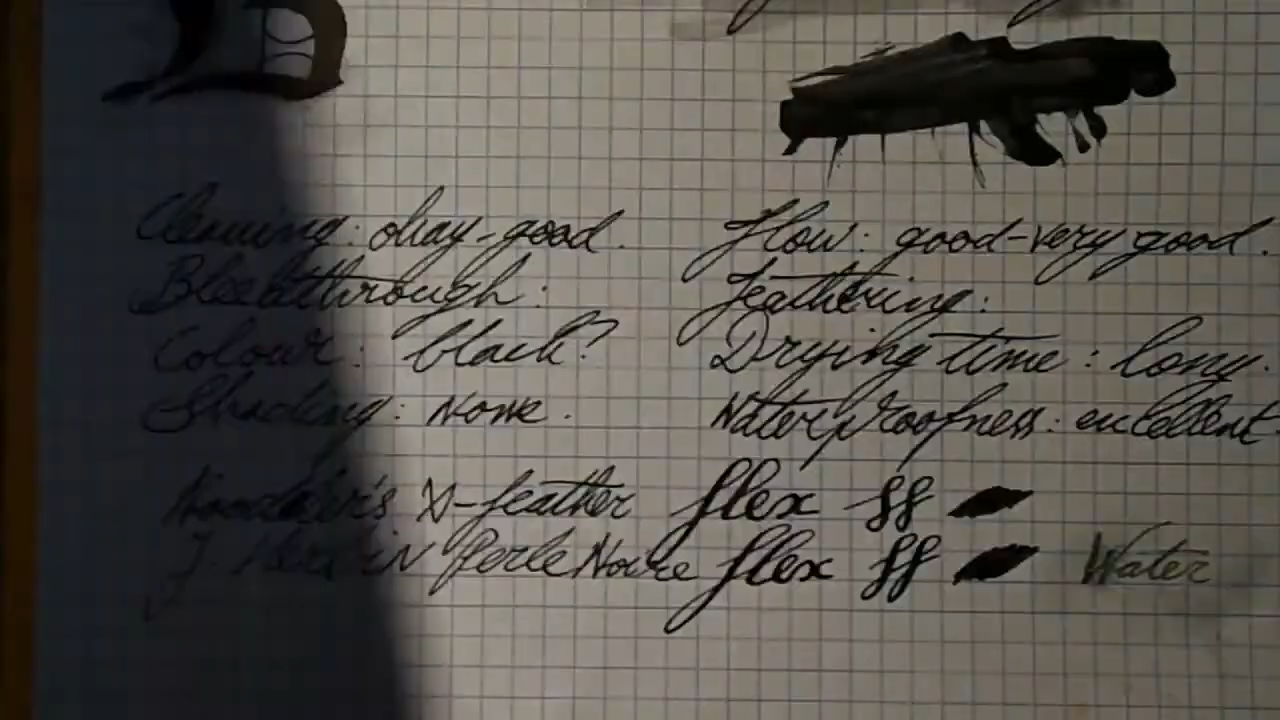 Cleaning: okay-good. Flow: good-very good.
Bleedthrough: Feathering:
Colour: black? Drying time: long.
Shading: None. Waterproofness: excellent.
Noodler's X-feather flex ff
J. Herbin Perle Noire flex ff Water